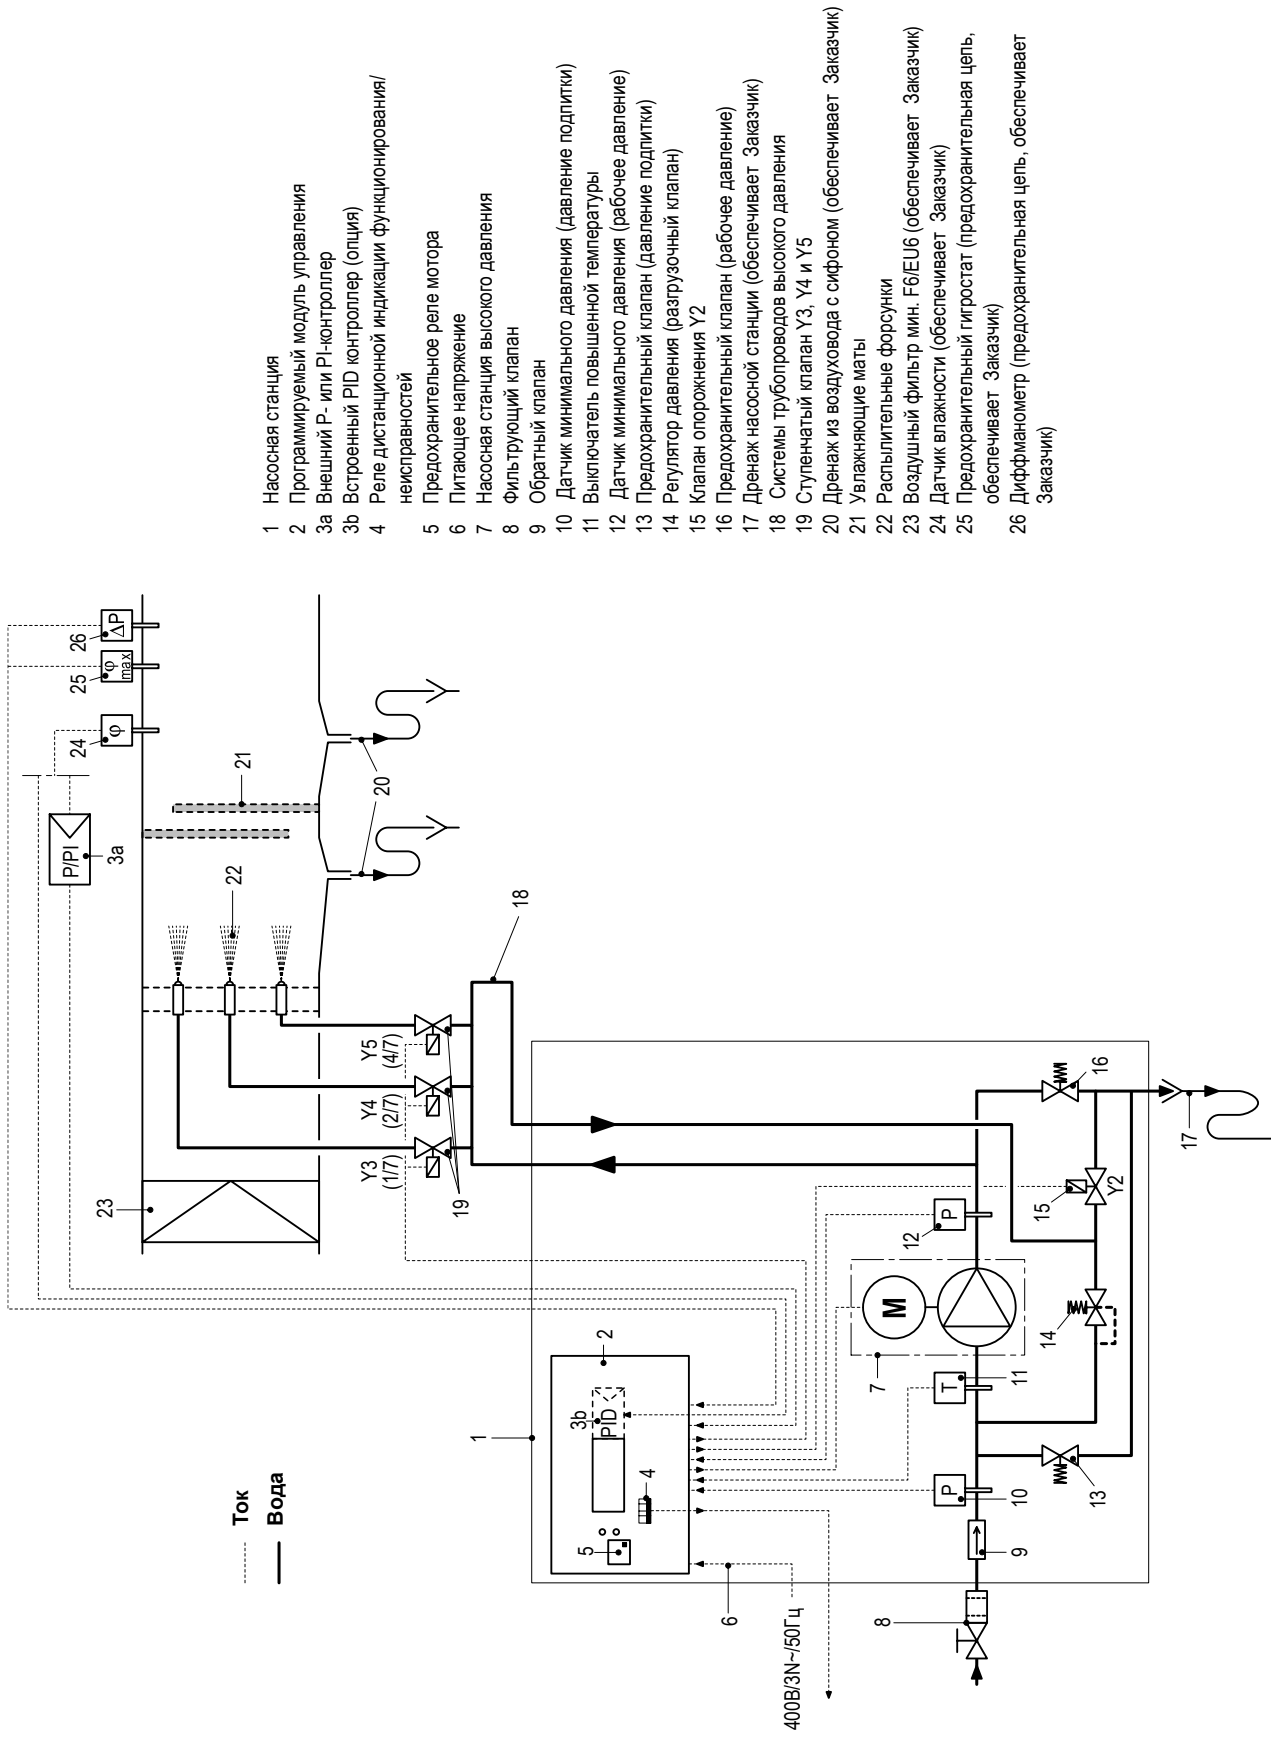 26
ΔP
25
φ
max
24
φ
3a
P/PI
21
20
22
18
23
Y3
(1/7)
Y4
(2/7)
Y5
(4/7)
19
Ток
Вода
1
2
3b
PID
4
5
6
400В/3N~/50Гц
7
M
8
9
10
P
11
T
12
P
13
14
15
Y2
16
17
1 Насосная станция
2 Программируемый модуль управления
3a Внешний P- или PI-контроллер
3b Встроенный PID контроллер (опция)
4 Реле дистанционной индикации функционирования/
неисправностей
5 Предохранительное реле мотора
6 Питающее напряжение
7 Насосная станция высокого давления
8 Фильтрующий клапан
9 Обратный клапан
10 Датчик минимального давления (давление подпитки)
11 Выключатель повышенной температуры
12 Датчик минимального давления (рабочее давление)
13 Предохранительный клапан (давление подпитки)
14 Регулятор давления (разгрузочный клапан)
15 Клапан опорожнения Y2
16 Предохранительный клапан (рабочее давление)
17 Дренаж насосной станции (обеспечивает Заказчик)
18 Системы трубопроводов высокого давления
19 Ступенчатый клапан Y3, Y4 и Y5
20 Дренаж из воздуховода с сифоном (обеспечивает Заказчик)
21 Увлажняющие маты
22 Распылительные форсунки
23 Воздушный фильтр мин. F6/EU6 (обеспечивает Заказчик)
24 Датчик влажности (обеспечивает Заказчик)
25 Предохранительный гигростат (предохранительная цепь,
обеспечивает Заказчик)
26 Диффманометр (предохранительная цепь, обеспечивает
Заказчик)